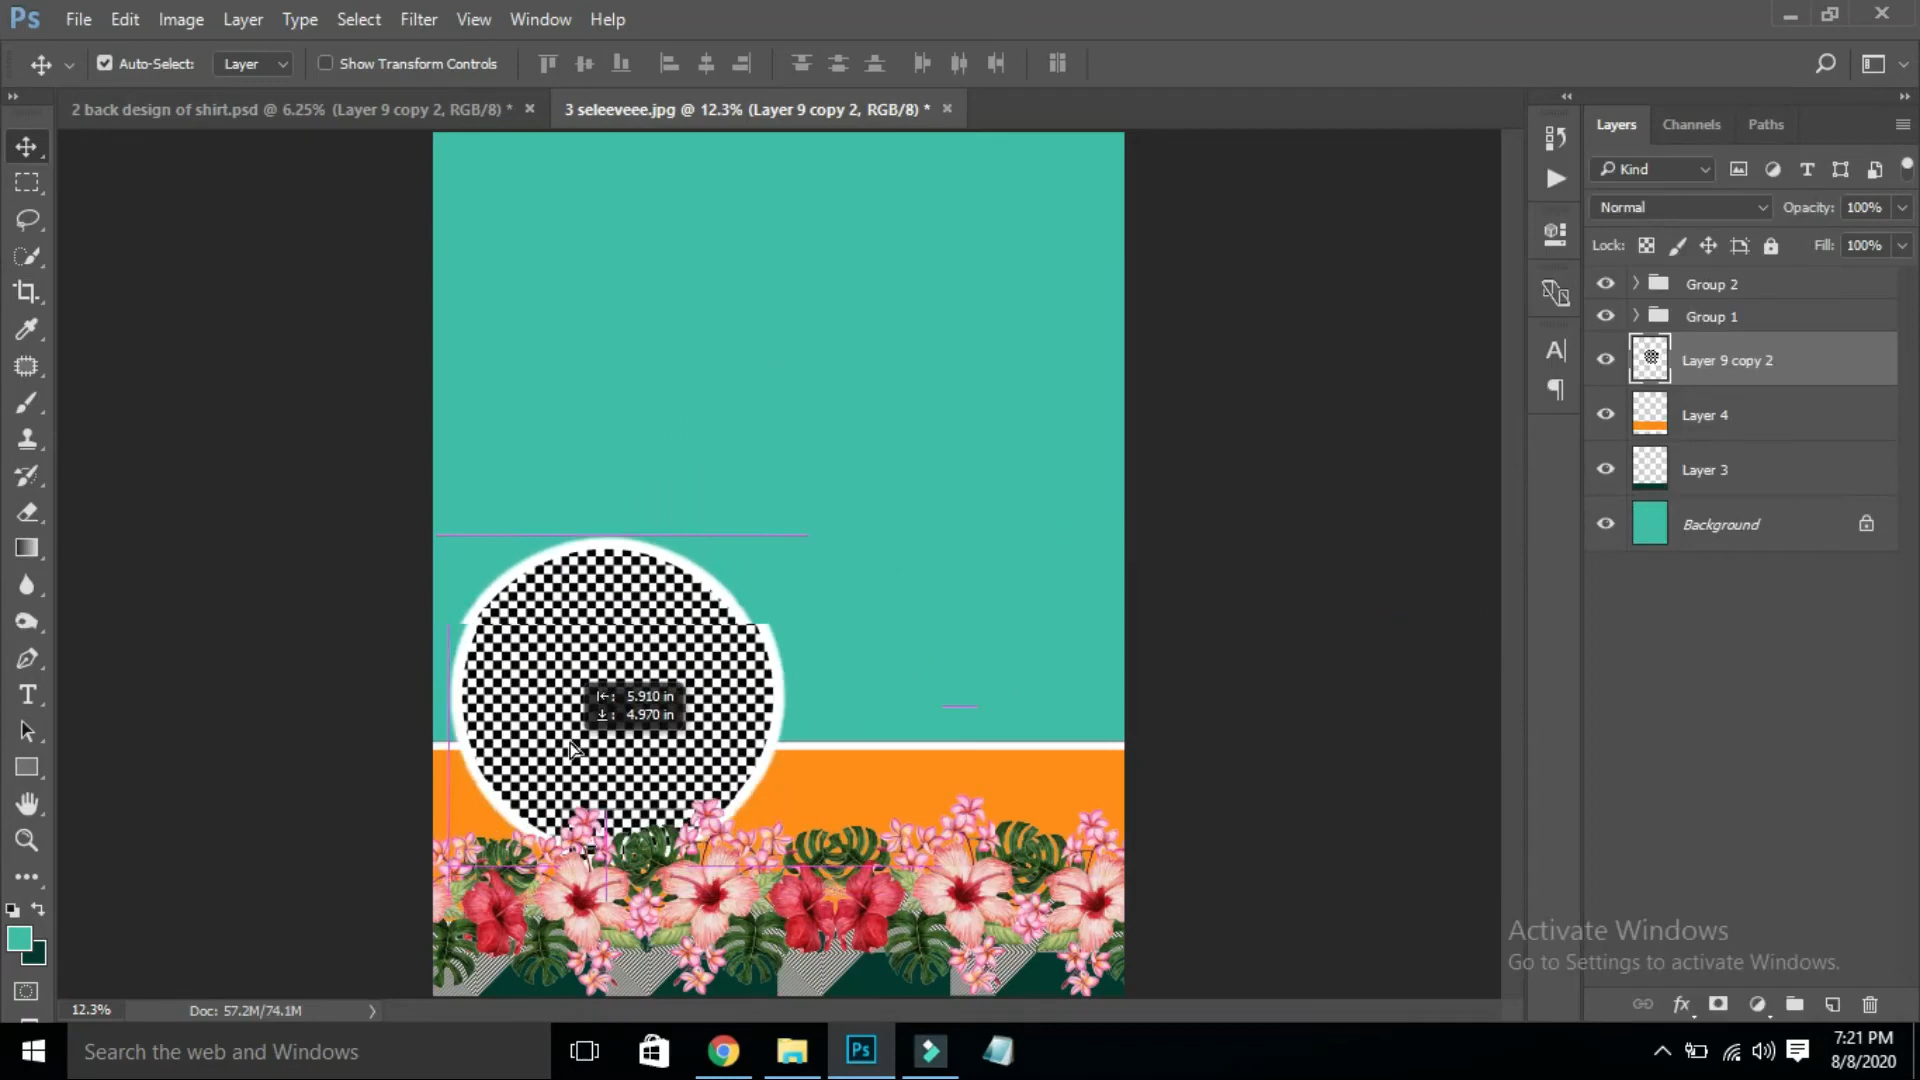 Ps File Edit Image Layer Type Select Filter View Window Help
Auto-Select: Layer Show Transform Controls
2 back design of shirt.psd @ 6.25% (Layer 9 copy 2, RGB/8) *
3 seleeveee.jpg @ 12.3% (Layer 9 copy 2, RGB/8) *
Layers Channels Paths
Kind
Normal Opacity: 100%
Lock: Fill: 100%
Group 2
Group 1
Layer 9 copy 2
Layer 4
Layer 3
Background
5.910 in
4.970 in
Activate Windows
Go to Settings to activate Windows.
12.3% Doc: 57.2M/74.1M
Search the web and Windows
Ps
7:21 PM
8/8/2020